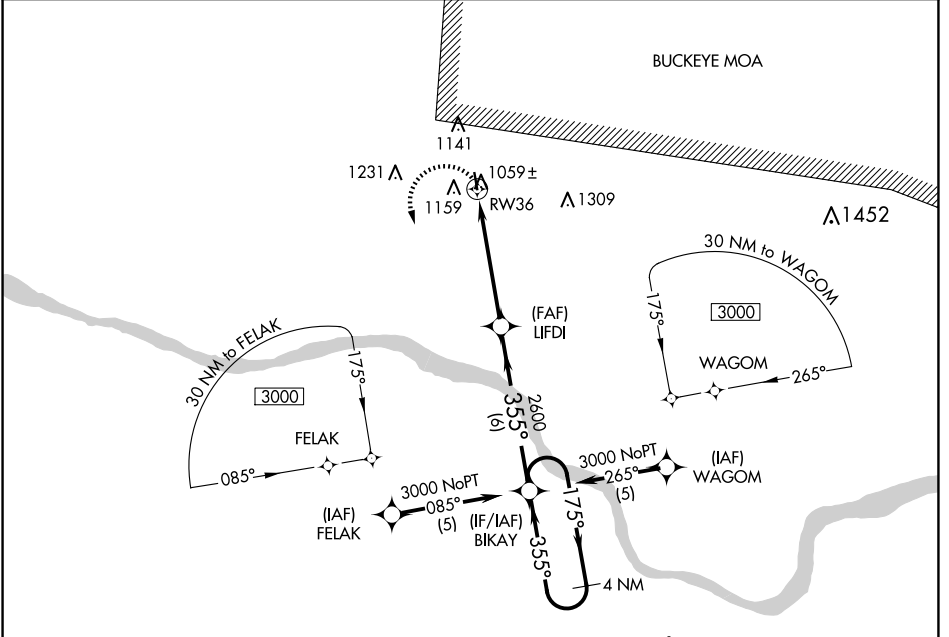 BUCKEYE MOA
1141
1231
1059±
1159
RW36
1309
1452
30 NM to WAGOM
175°
3000
WAGOM
265°
(FAF)
LIFDI
30 NM to FELAK
175°
3000
FELAK
085°
2600
355°
(6)
3000 NoPT
265°
(5)
(IAF)
WAGOM
3000 NoPT
085°
(5)
(IAF)
FELAK
(IF/IAF)
BIKAY
175°
355°
4 NM